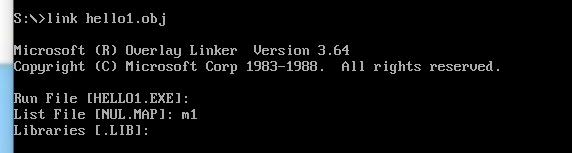 S:\>link hello1.obj
Microsoft (R) Overlay Linker  Version 3.64
Copyright (C) Microsoft Corp 1983-1988.  All rights reserved.
Run File [HELLO1.EXE]:
List File [NUL.MAP]: m1
Libraries [.LIB]: